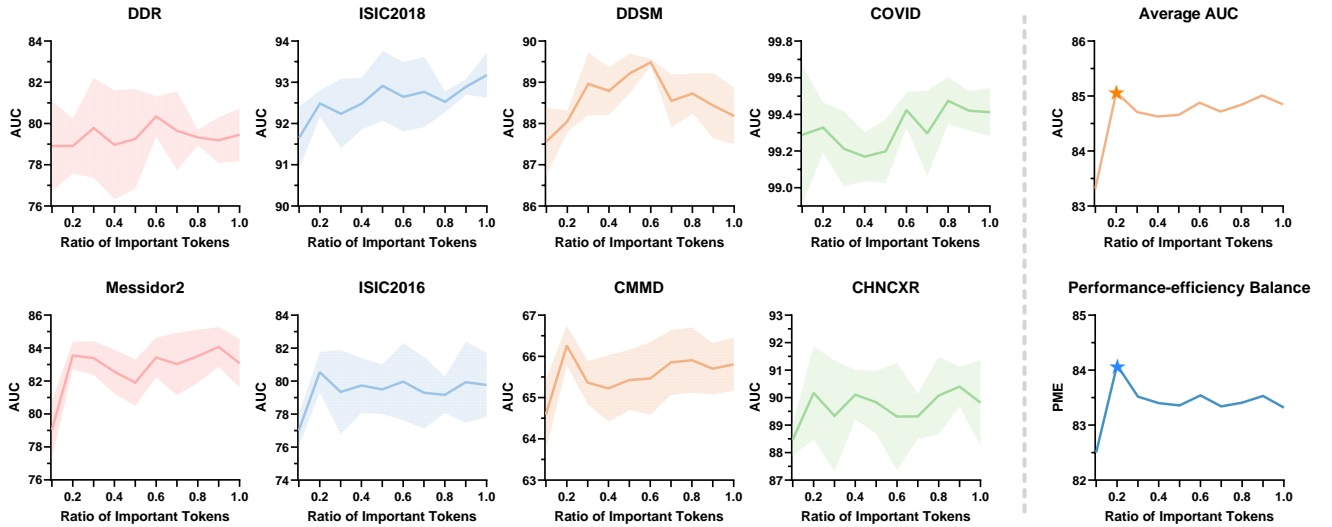 DDR
ISIC2018
DDSM
COVID
Average AUC
AUC
84
82
80
78
76
0.2 0.4 0.6 0.8 1.0
Ratio of Important Tokens
AUC
94
93
92
91
90
0.2 0.4 0.6 0.8 1.0
Ratio of Important Tokens
AUC
90
89
88
87
86
0.2 0.4 0.6 0.8 1.0
Ratio of Important Tokens
AUC
99.8
99.6
99.4
99.2
99.0
0.2 0.4 0.6 0.8 1.0
Ratio of Important Tokens
AUC
86
85
84
83
0.2 0.4 0.6 0.8 1.0
Ratio of Important Tokens
Messidor2
ISIC2016
CMMD
CHNCXR
Performance-efficiency Balance
AUC
86
84
82
80
78
76
0.2 0.4 0.6 0.8 1.0
Ratio of Important Tokens
AUC
84
82
80
78
76
74
0.2 0.4 0.6 0.8 1.0
Ratio of Important Tokens
AUC
67
66
65
64
63
0.2 0.4 0.6 0.8 1.0
Ratio of Important Tokens
AUC
93
92
91
90
89
88
87
0.2 0.4 0.6 0.8 1.0
Ratio of Important Tokens
PME
85
84
83
82
0.2 0.4 0.6 0.8 1.0
Ratio of Important Tokens